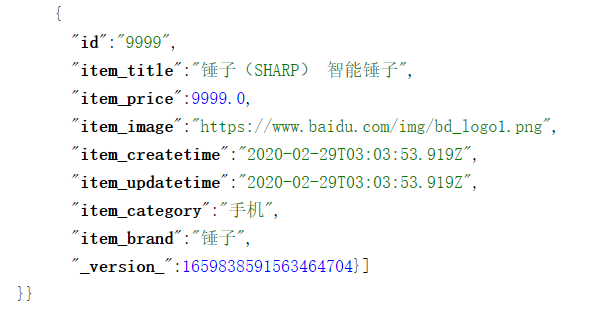 {
"id":"9999",
"item_title":"锤子（SHARP） 智能锤子",
"item_price":9999.0,
"item_image":"https://www.baidu.com/img/bd_logo1.png",
"item_createtime":"2020-02-29T03:03:53.919Z",
"item_updatetime":"2020-02-29T03:03:53.919Z",
"item_category":"手机",
"item_brand":"锤子",
"_version_":1659838591563464704}]
}}